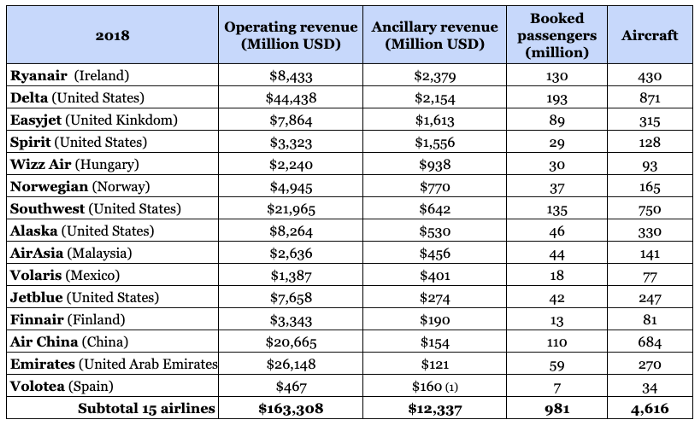 2018 Operating revenue (Million USD) Ancillary revenue (Million USD) Booked passengers (million) Aircraft
Ryanair (Ireland) $8,433 $2,379 130 430
Delta (United States) $44,438 $2,154 193 871
Easyjet (United Kinkdom) $7,864 $1,613 89 315
Spirit (United States) $3,323 $1,556 29 128
Wizz Air (Hungary) $2,240 $938 30 93
Norwegian (Norway) $4,945 $770 37 165
Southwest (United States) $21,965 $642 135 750
Alaska (United States) $8,264 $530 46 330
AirAsia (Malaysia) $2,636 $456 44 141
Volaris (Mexico) $1,387 $401 18 77
Jetblue (United States) $7,658 $274 42 247
Finnair (Finland) $3,343 $190 13 81
Air China (China) $20,665 $154 110 684
Emirates (United Arab Emirates $26,148 $121 59 270
Volotea (Spain) $467 $160 (1) 7 34
Subtotal 15 airlines $163,308 $12,337 981 4,616